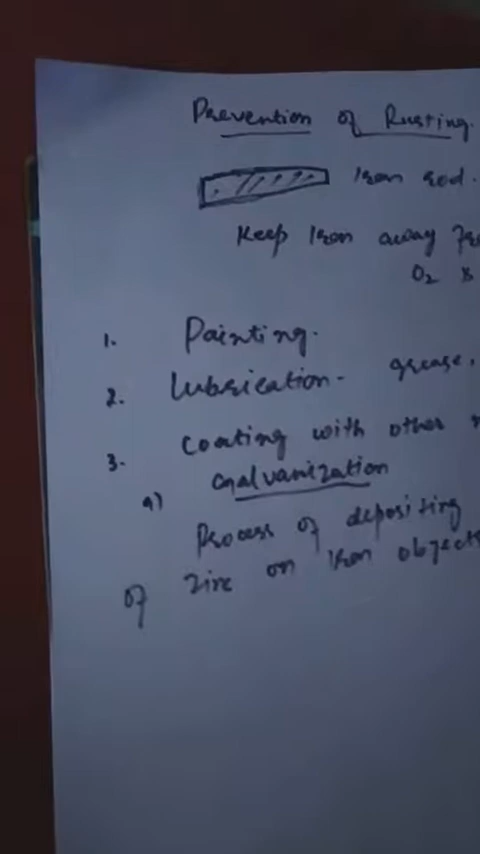 Prevention of Rusting.
Iron rod.
Keep Iron away
O2 &
1. Painting.
2. Lubrication - grease.
3. Coating with other
a) Galvanization
Process of depositing
of zinc on Iron objects